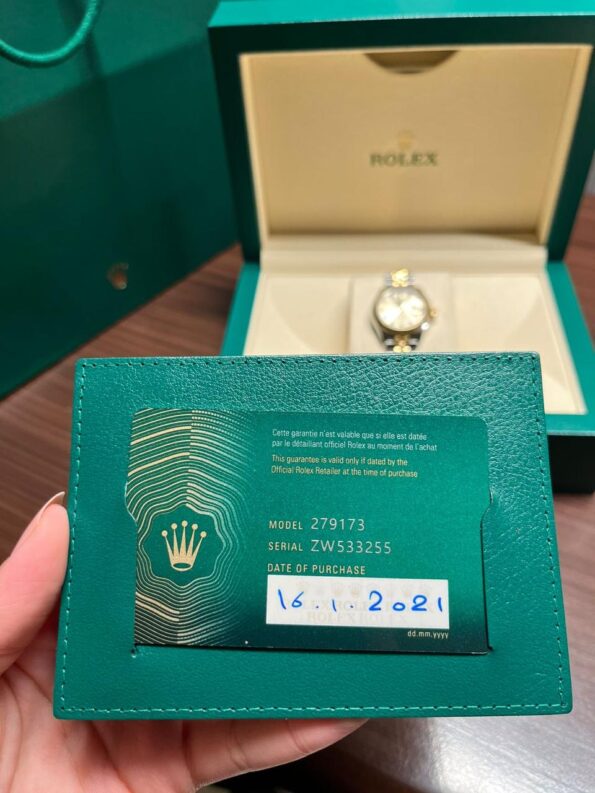 ROLEX
Cette garantie n'est valable que si elle est datée
par le détaillant officiel Rolex au moment de l'achat
This guarantee is valid only if dated by the
Official Rolex Retailer at the time of purchase
MODEL 279173
SERIAL ZW533255
DATE OF PURCHASE
16.1.2021
dd.mm.yyyy